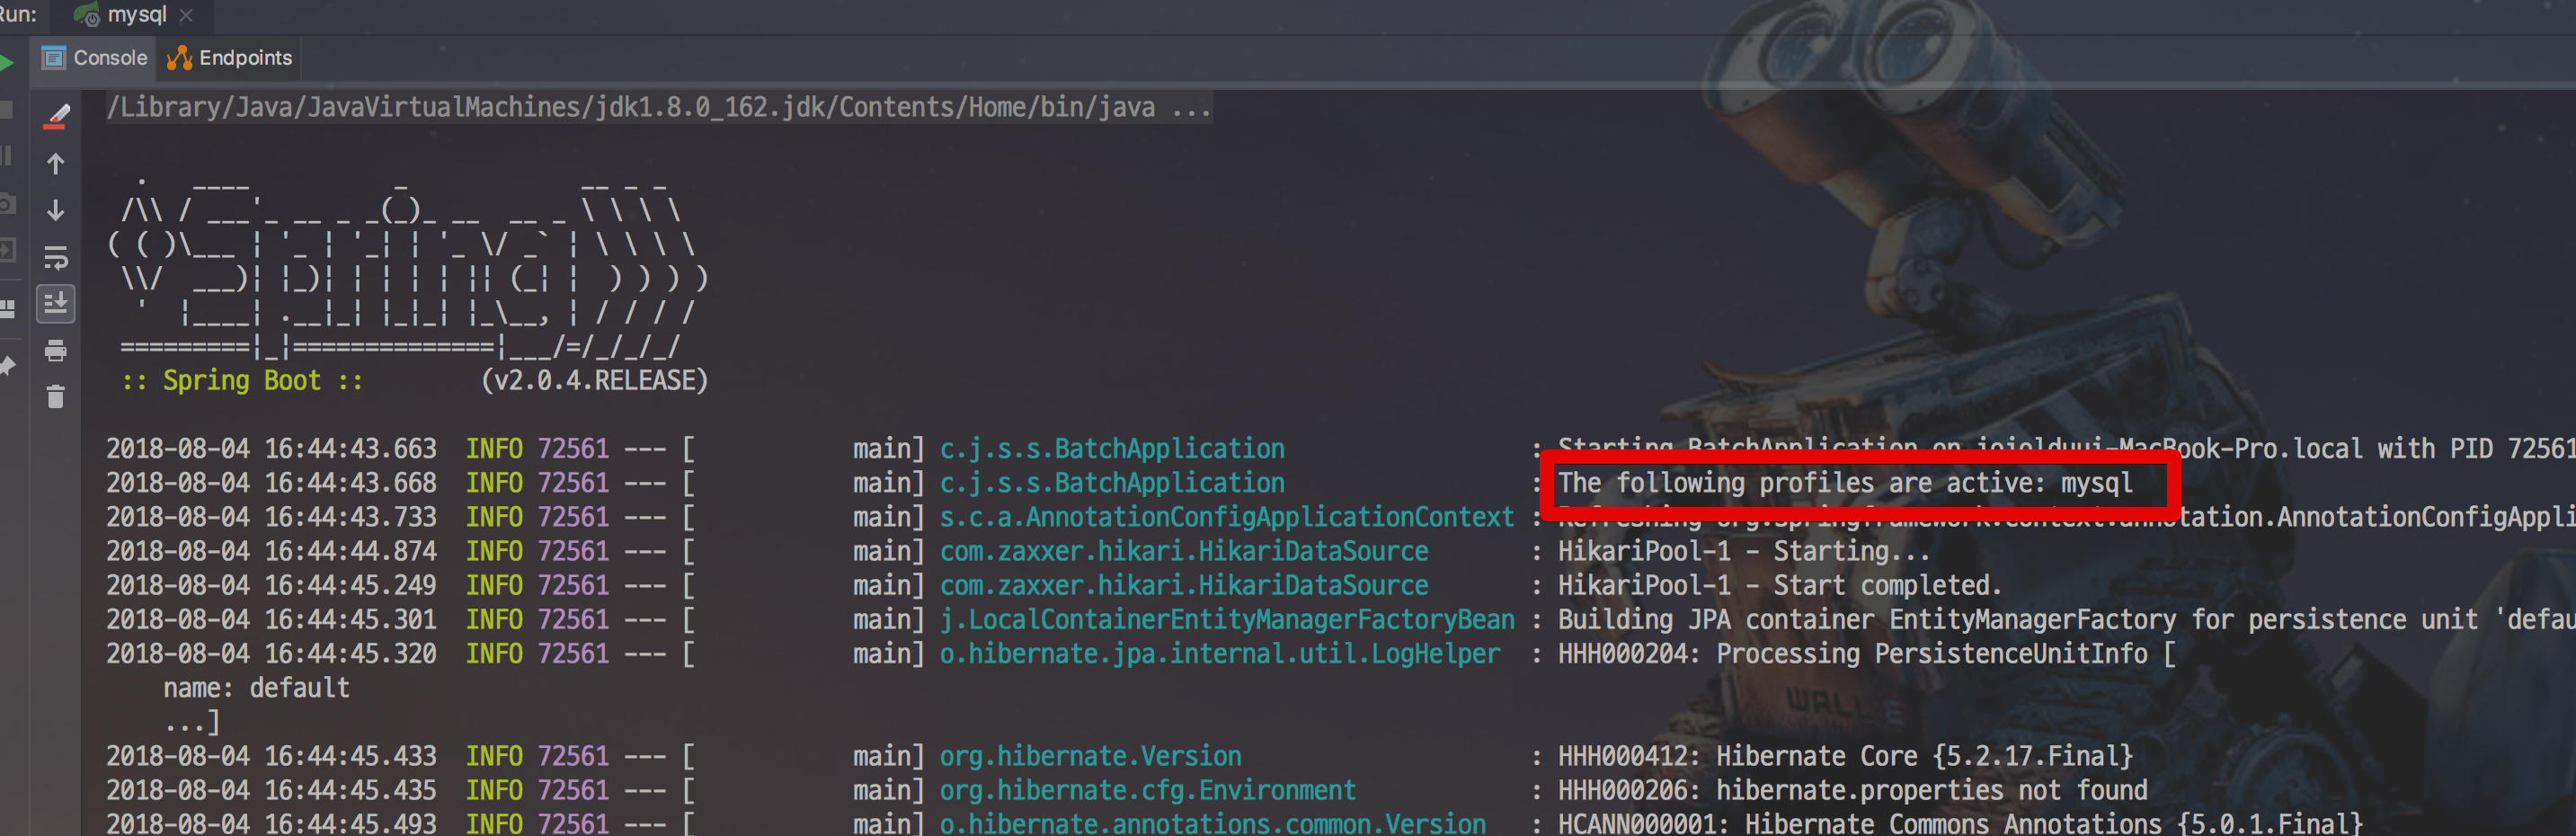 Run: mysql
Console Endpoints
/Library/Java/JavaVirtualMachines/jdk1.8.0_162.jdk/Contents/Home/bin/java ...
  .   ____          _            __ _ _
 /\\ / ___'_ __ _ _(_)_ __  __ _ \ \ \ \
( ( )\___ | '_ | '_| | '_ \/ _` | \ \ \ \
 \\/  ___)| |_)| | | | | || (_| |  ) ) ) )
  '  |____| .__|_| |_|_| |_\__, | / / / /
 =========|_|==============|___/=/_/_/_/
 :: Spring Boot ::        (v2.0.4.RELEASE)
2018-08-04 16:44:43.663  INFO 72561 --- [           main] c.j.s.s.BatchApplication                 : Starting BatchApplication on jojolduui-MacBook-Pro.local with PID 72561
2018-08-04 16:44:43.668  INFO 72561 --- [           main] c.j.s.s.BatchApplication                 : The following profiles are active: mysql
2018-08-04 16:44:43.733  INFO 72561 --- [           main] s.c.a.AnnotationConfigApplicationContext : Refreshing org.springframework.context.annotation.AnnotationConfigAppli
2018-08-04 16:44:44.874  INFO 72561 --- [           main] com.zaxxer.hikari.HikariDataSource       : HikariPool-1 - Starting...
2018-08-04 16:44:45.249  INFO 72561 --- [           main] com.zaxxer.hikari.HikariDataSource       : HikariPool-1 - Start completed.
2018-08-04 16:44:45.301  INFO 72561 --- [           main] j.LocalContainerEntityManagerFactoryBean : Building JPA container EntityManagerFactory for persistence unit 'defau
2018-08-04 16:44:45.320  INFO 72561 --- [           main] o.hibernate.jpa.internal.util.LogHelper  : HHH000204: Processing PersistenceUnitInfo [
    name: default
    ...]
2018-08-04 16:44:45.433  INFO 72561 --- [           main] org.hibernate.Version                    : HHH000412: Hibernate Core {5.2.17.Final}
2018-08-04 16:44:45.435  INFO 72561 --- [           main] org.hibernate.cfg.Environment            : HHH000206: hibernate.properties not found
2018-08-04 16:44:45.493  INFO 72561 --- [           main] o.hibernate.annotations.common.Version   : HCANN000001: Hibernate Commons Annotations {5.0.1.Final}
WALL